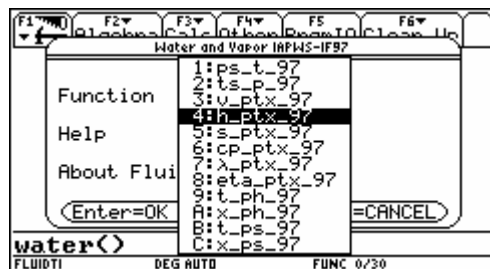 F1 F2 F3 F4 F5 F6
Algebra Calc Other PrgmIO Clean Up
Water and Vapor IAPWS-IF97
1:ps_t_97
2:ts_p_97
Function 3:v_ptx_97
4:h_ptx_97
Help 5:s_ptx_97
6:cp_ptx_97
About Flui 7:λ_ptx_97
8:eta_ptx_97
9:t_ph_97
Enter=OK A:x_ph_97 =CANCEL
B:t_ps_97
water() C:x_ps_97
FLUIDTI DEG AUTO FUNC 0/30